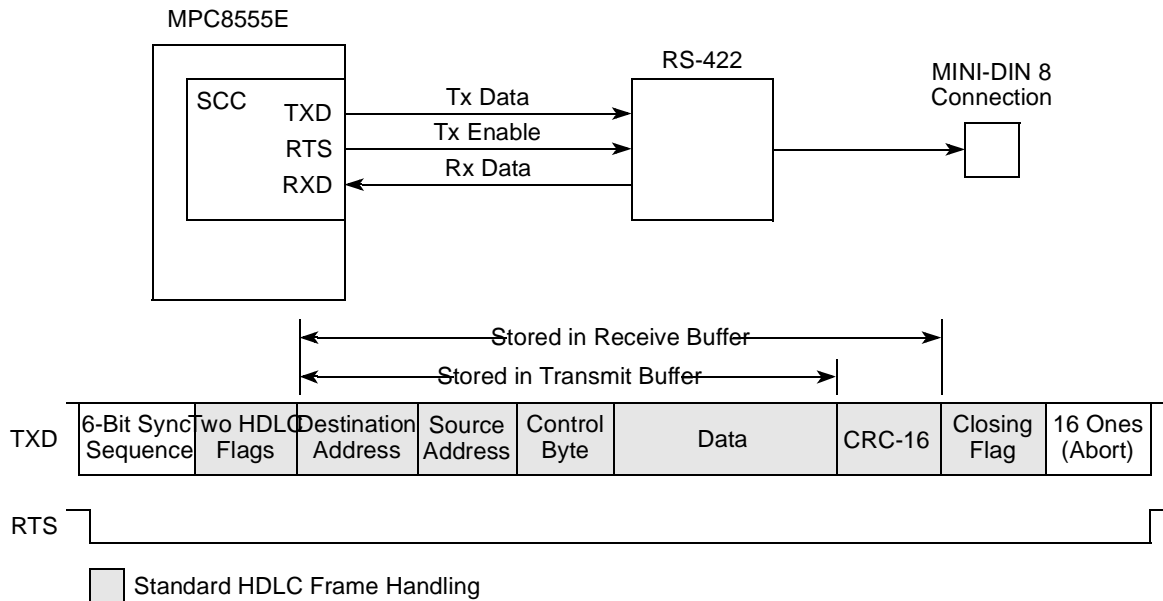 MPC8555E
RS-422
MINI-DIN 8
Connection
SCC
TXD
Tx Data
RTS
Tx Enable
RXD
Rx Data
Stored in Receive Buffer
Stored in Transmit Buffer
TXD
6-Bit Sync
Sequence
Two HDLC
Flags
Destination
Address
Source
Address
Control
Byte
Data
CRC-16
Closing
Flag
16 Ones
(Abort)
RTS
Standard HDLC Frame Handling